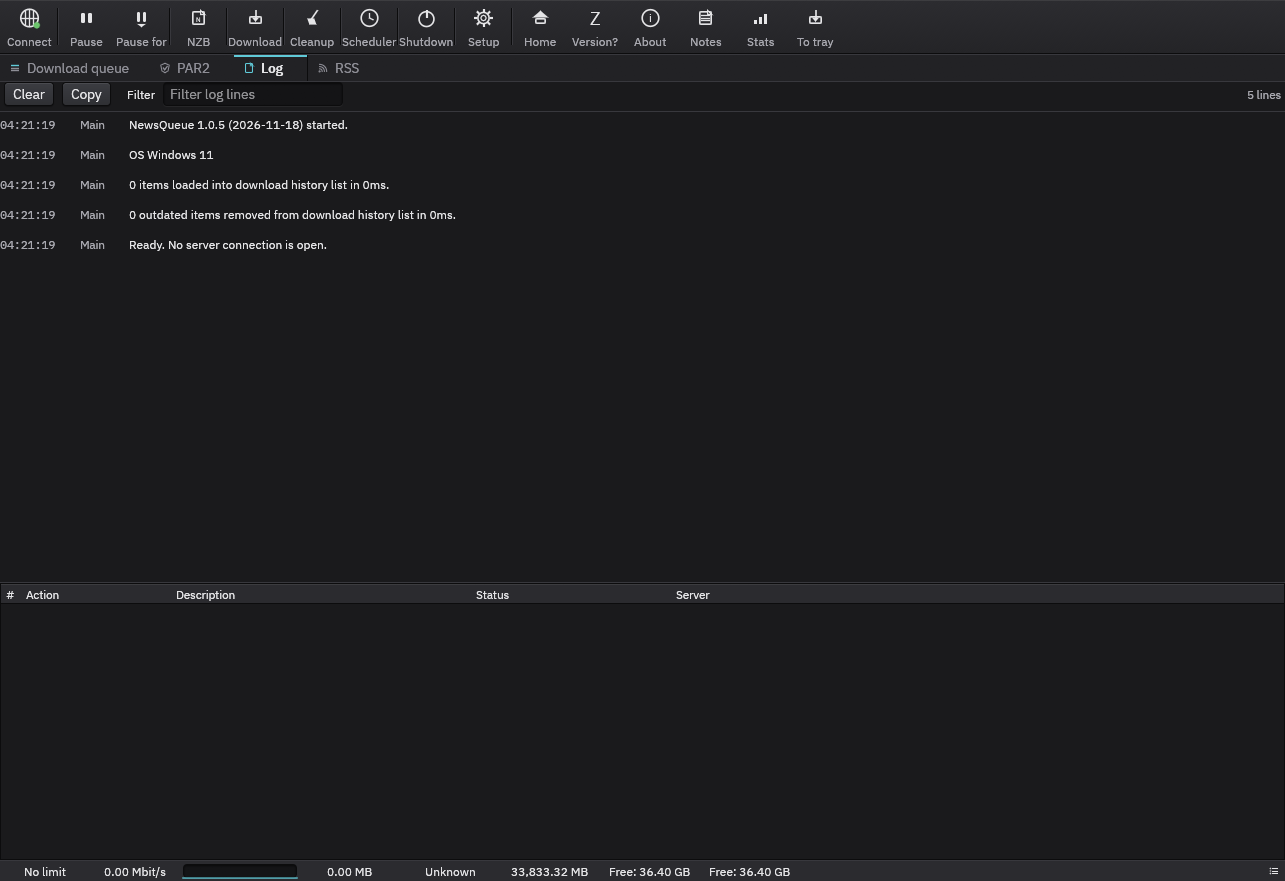 Connect Pause Pause for NZB Download Cleanup Scheduler Shutdown Setup Home Version? About Notes Stats To tray
Download queue PAR2 Log RSS
Clear Copy Filter Filter log lines 5 lines
04:21:19 Main NewsQueue 1.0.5 (2026-11-18) started.
04:21:19 Main OS Windows 11
04:21:19 Main 0 items loaded into download history list in 0ms.
04:21:19 Main 0 outdated items removed from download history list in 0ms.
04:21:19 Main Ready. No server connection is open.
# Action Description Status Server
No limit 0.00 Mbit/s 0.00 MB Unknown 33,833.32 MB Free: 36.40 GB Free: 36.40 GB